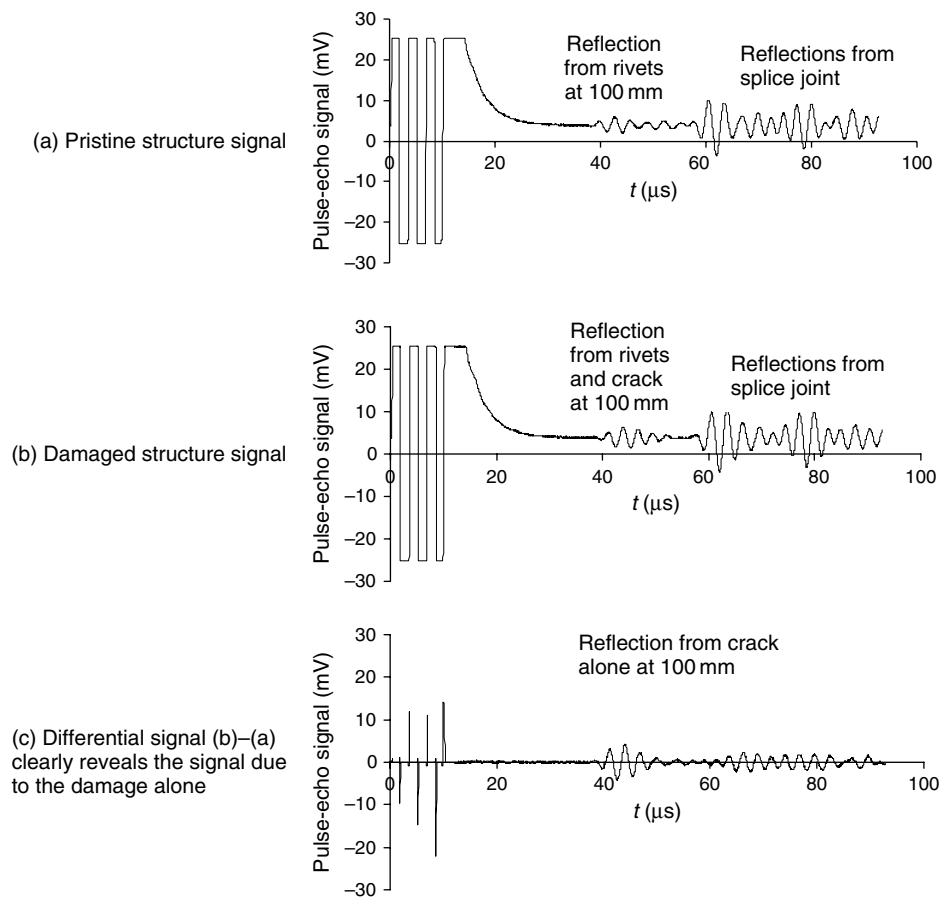 (a) Pristine structure signal
Pulse-echo signal (mV)
30
20
10
0
−10
−20
−30
0
20
40
60
80
100
t (μs)
Reflection
from rivets
at 100 mm
Reflections from
splice joint
(b) Damaged structure signal
Pulse-echo signal (mV)
30
20
10
0
−10
−20
−30
0
20
40
60
80
100
t (μs)
Reflection
from rivets
and crack
at 100 mm
Reflections from
splice joint
(c) Differential signal (b)–(a)
clearly reveals the signal due
to the damage alone
Pulse-echo signal (mV)
30
20
10
0
−10
−20
−30
0
20
40
60
80
100
t (μs)
Reflection from crack
alone at 100 mm